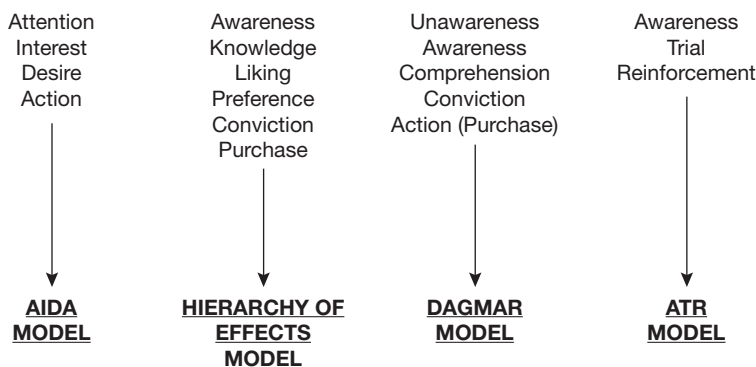 Attention
Interest
Desire
Action
AIDA
MODEL
Awareness
Knowledge
Liking
Preference
Conviction
Purchase
HIERARCHY OF
EFFECTS
MODEL
Unawareness
Awareness
Comprehension
Conviction
Action (Purchase)
DAGMAR
MODEL
Awareness
Trial
Reinforcement
ATR
MODEL